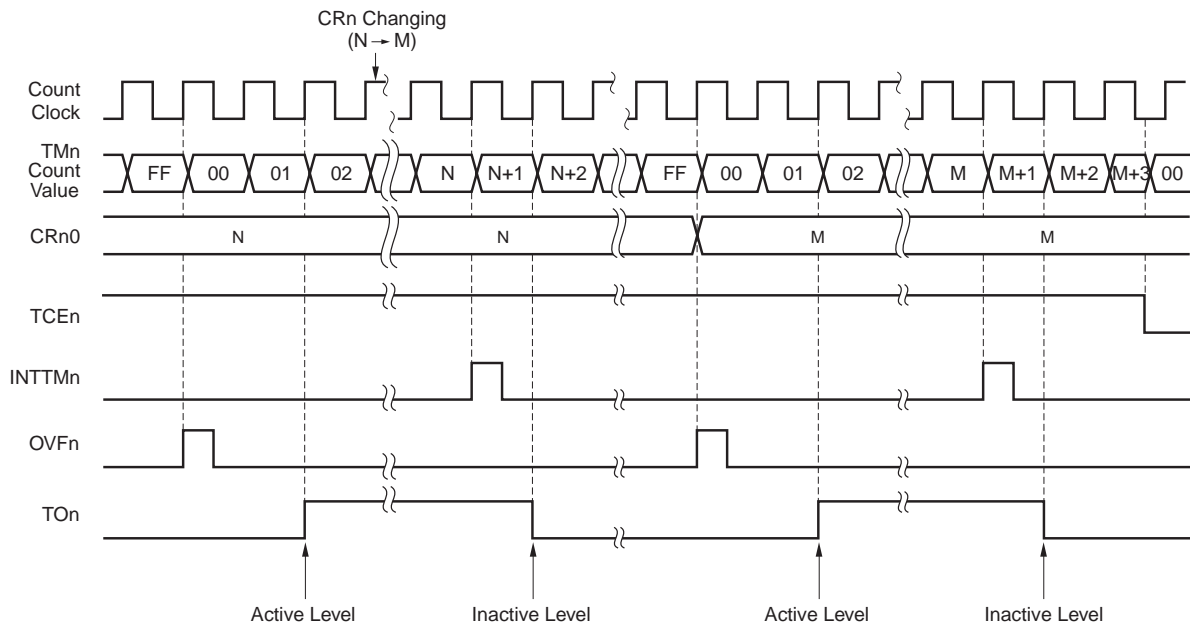 CRn Changing
(N → M)
Count
Clock
TMn
Count
Value
FF 00 01 02 N N+1 N+2 FF 00 01 02 M M+1 M+2 M+3 00
CRn0 N N M M
TCEn
INTTMn
OVFn
TOn
Active Level Inactive Level Active Level Inactive Level